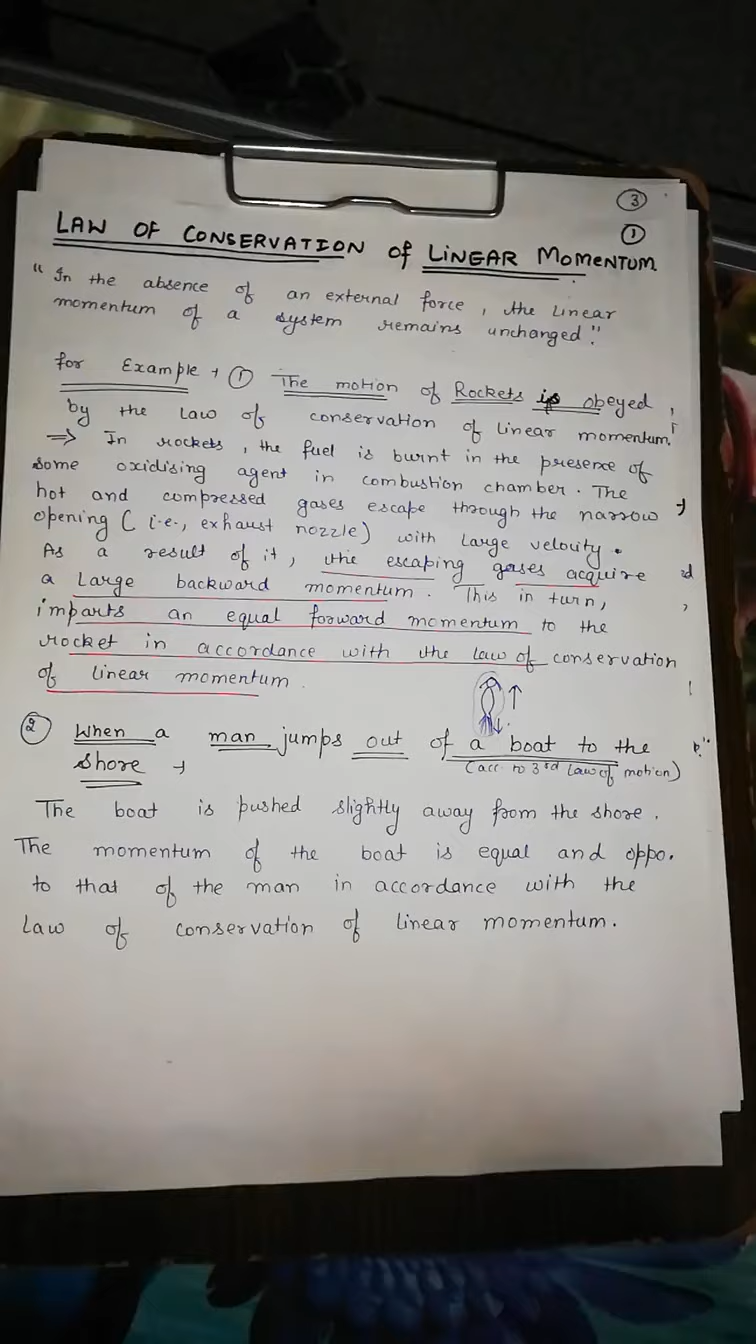 ③
①
LAW OF CONSERVATION of LINEAR MOMENTUM
"In the absence of an external force, the linear
momentum of a system remains unchanged."
for Example → ① The motion of Rockets is obeyed
by the law of conservation of linear momentum.
⇒ In rockets, the fuel is burnt in the presence of
some oxidising agent in combustion chamber. The
hot and compressed gases escape through the narrow
opening (i.e., exhaust nozzle) with large velocity.
As a result of it, the escaping gases acquire
a large backward momentum. This in turn,
imparts an equal forward momentum to the
rocket in accordance with the law of conservation
of linear momentum.
② When a man jumps out of a boat to the
shore → (acc to 3rd Law of motion)
The boat is pushed slightly away from the shore.
The momentum of the boat is equal and oppo.
to that of the man in accordance with the
Law of conservation of linear momentum.